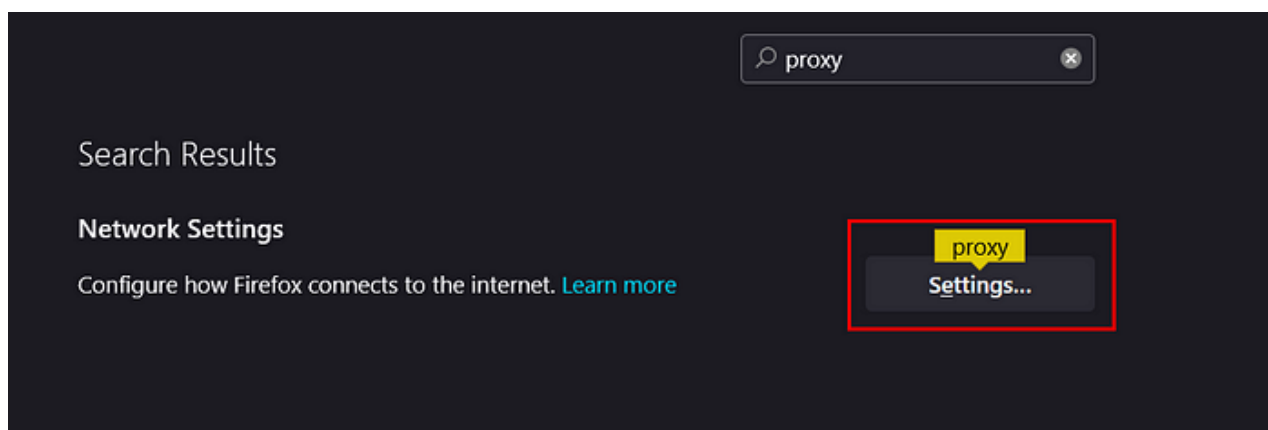 proxy
Search Results
Network Settings
proxy
Configure how Firefox connects to the internet. Learn more
Settings...